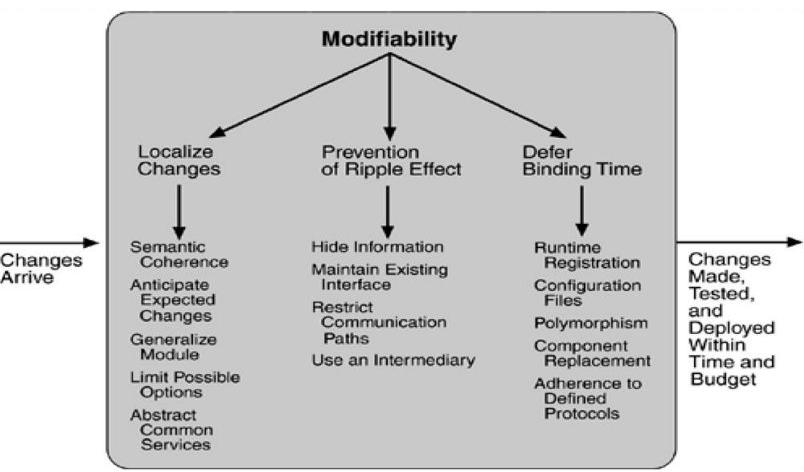 Modifiability
Localize
Changes
Prevention
of Ripple Effect
Defer
Binding Time
Changes
Arrive
Semantic
Coherence
Anticipate
Expected
Changes
Generalize
Module
Limit Possible
Options
Abstract
Common
Services
Hide Information
Maintain Existing
Interface
Restrict
Communication
Paths
Use an Intermediary
Runtime
Registration
Configuration
Files
Polymorphism
Component
Replacement
Adherence to
Defined
Protocols
Changes
Made,
Tested,
and
Deployed
Within
Time and
Budget